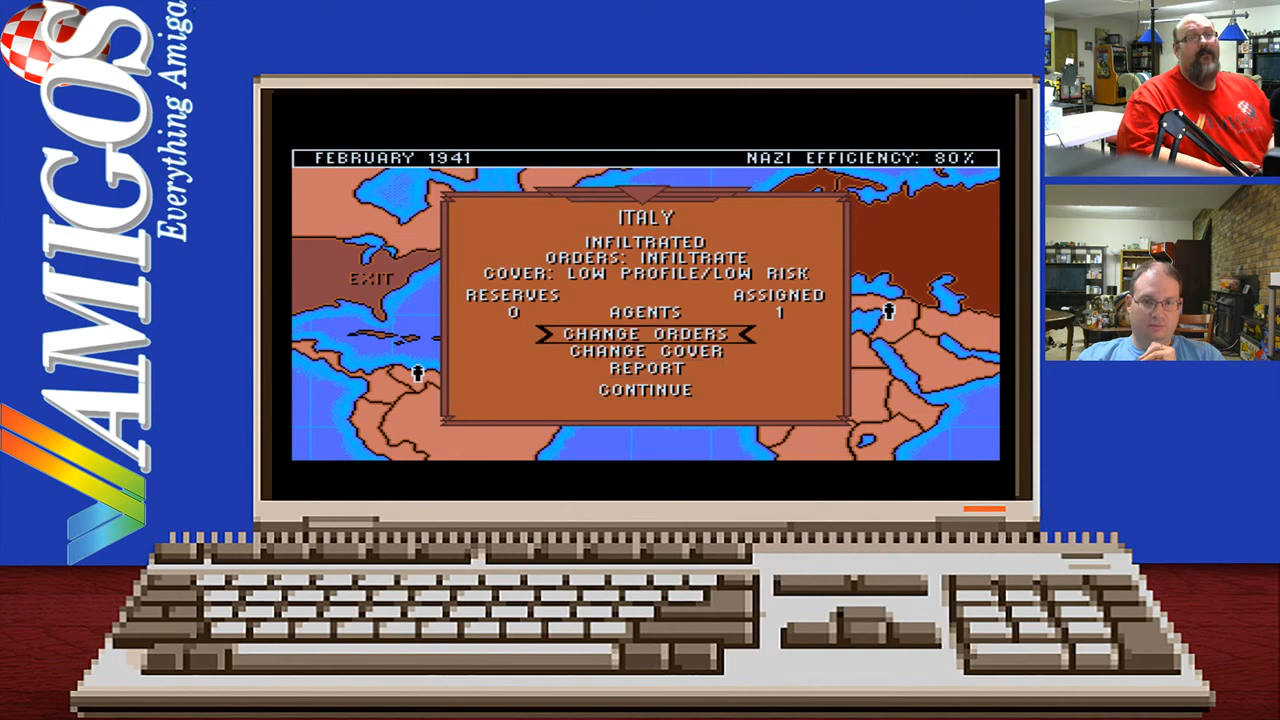 AMIGOS
Everything Amiga
FEBRUARY 1941
NAZI EFFICIENCY: 80%
EXIT
ITALY
INFILTRATED
ORDERS: INFILTRATE
COVER: LOW PROFILE/LOW RISK
RESERVES ASSIGNED
0 AGENTS 1
CHANGE ORDERS
CHANGE COVER
REPORT
CONTINUE